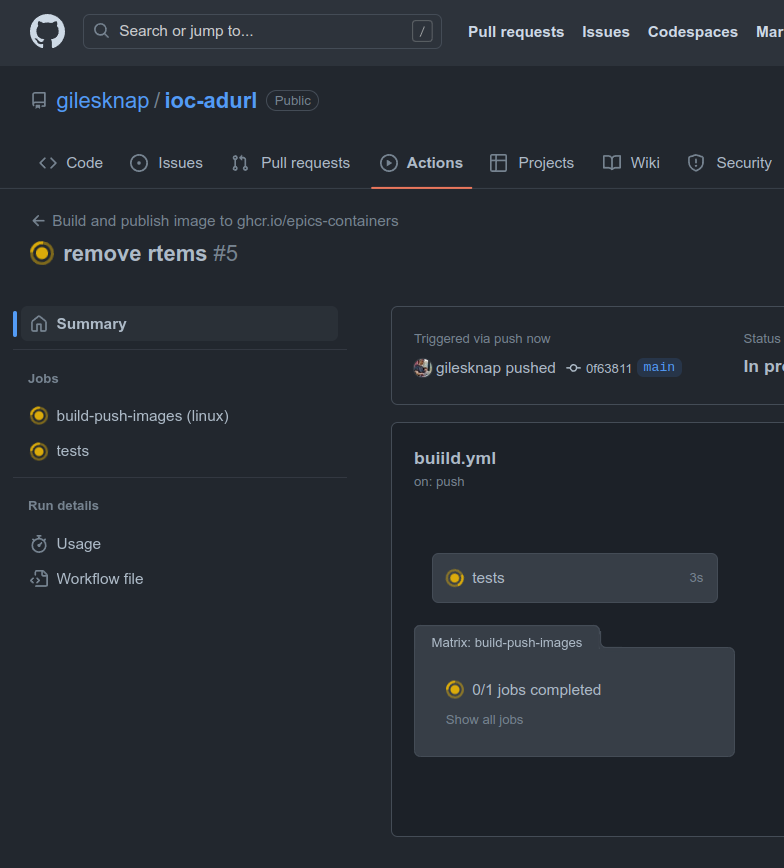 Search or jump to... /
Pull requests Issues Codespaces Mar
gilesknap / ioc-adurl Public
Code Issues Pull requests Actions Projects Wiki Security
Build and publish image to ghcr.io/epics-containers
remove rtems #5
Summary
Jobs
build-push-images (linux)
tests
Run details
Usage
Workflow file
Triggered via push now
gilesknap pushed 0f63811 main
Status
In pro
buiild.yml
on: push
tests 3s
Matrix: build-push-images
0/1 jobs completed
Show all jobs